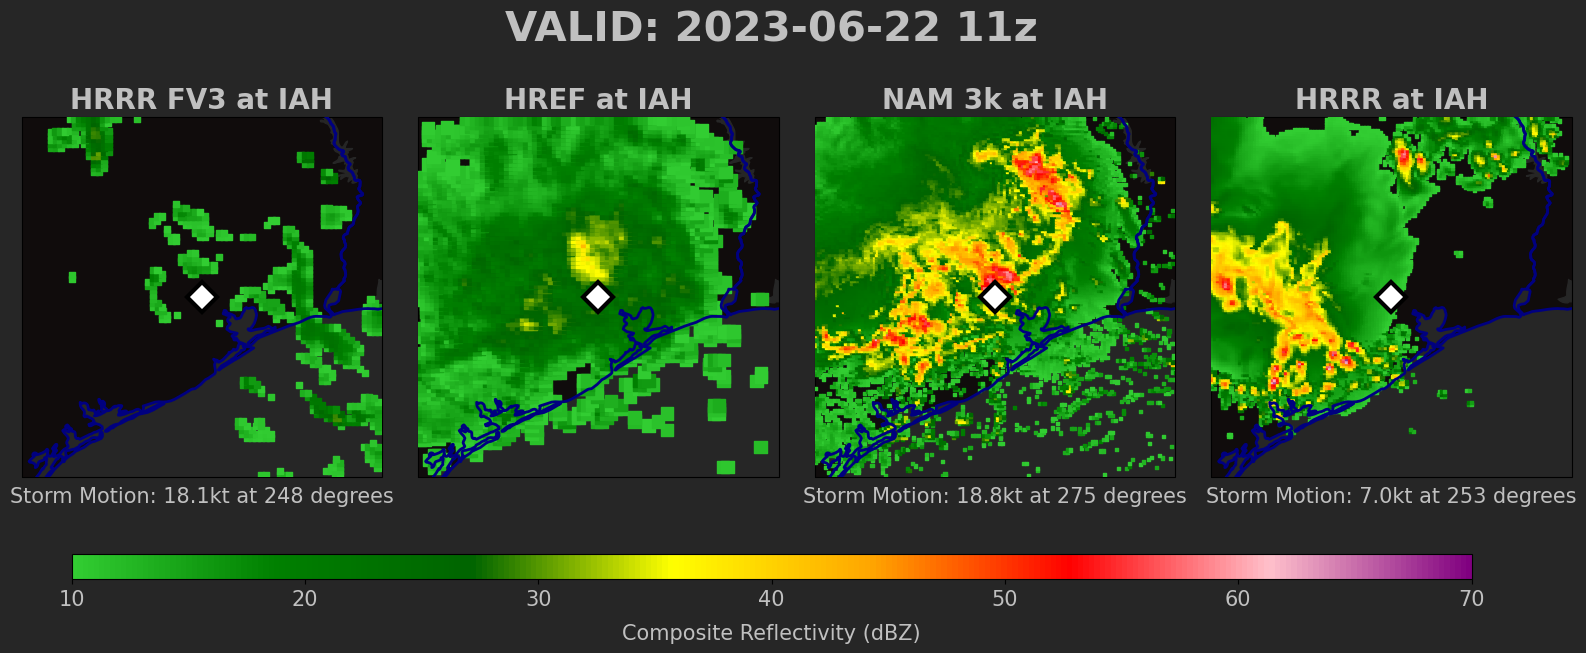 VALID: 2023-06-22 11z
HRRR FV3 at IAH
HREF at IAH
NAM 3k at IAH
HRRR at IAH
Storm Motion: 18.1kt at 248 degrees
Storm Motion: 18.8kt at 275 degrees
Storm Motion: 7.0kt at 253 degrees
10 20 30 40 50 60 70
Composite Reflectivity (dBZ)